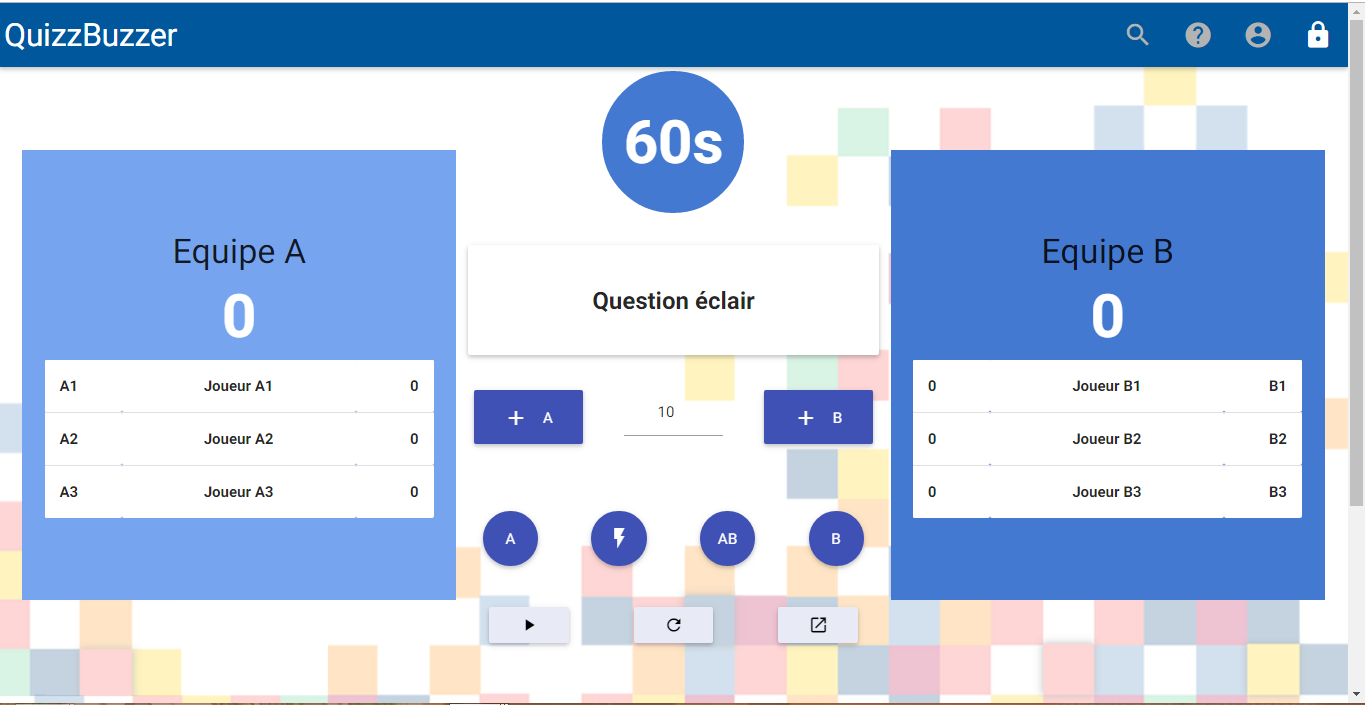 QuizzBuzzer
60s
Equipe A
0
A1 Joueur A1 0
A2 Joueur A2 0
A3 Joueur A3 0
Question éclair
+ A 10 + B
A AB B
Equipe B
0
0 Joueur B1 B1
0 Joueur B2 B2
0 Joueur B3 B3